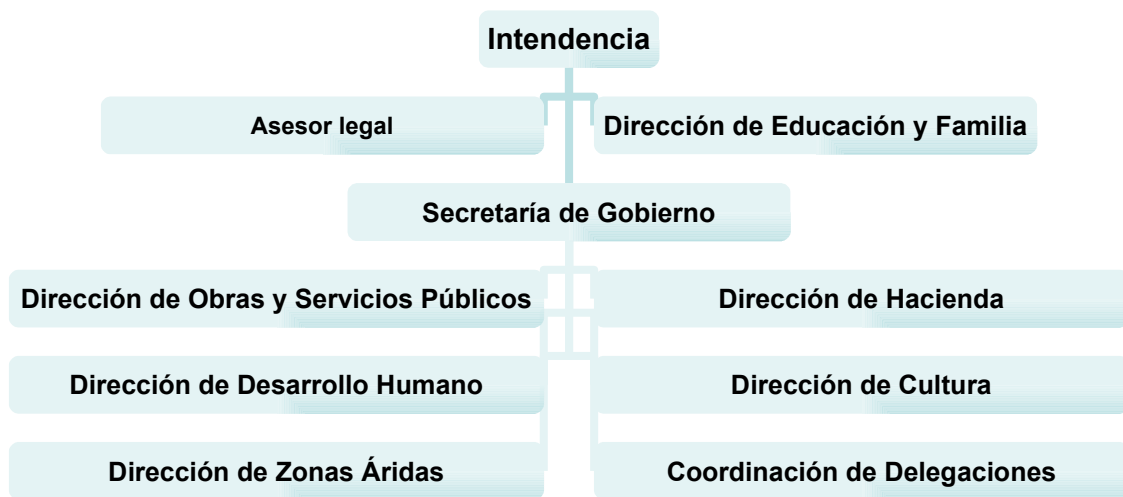 Intendencia
Asesor legal
Dirección de Educación y Familia
Secretaría de Gobierno
Dirección de Obras y Servicios Públicos
Dirección de Hacienda
Dirección de Desarrollo Humano
Dirección de Cultura
Dirección de Zonas Áridas
Coordinación de Delegaciones